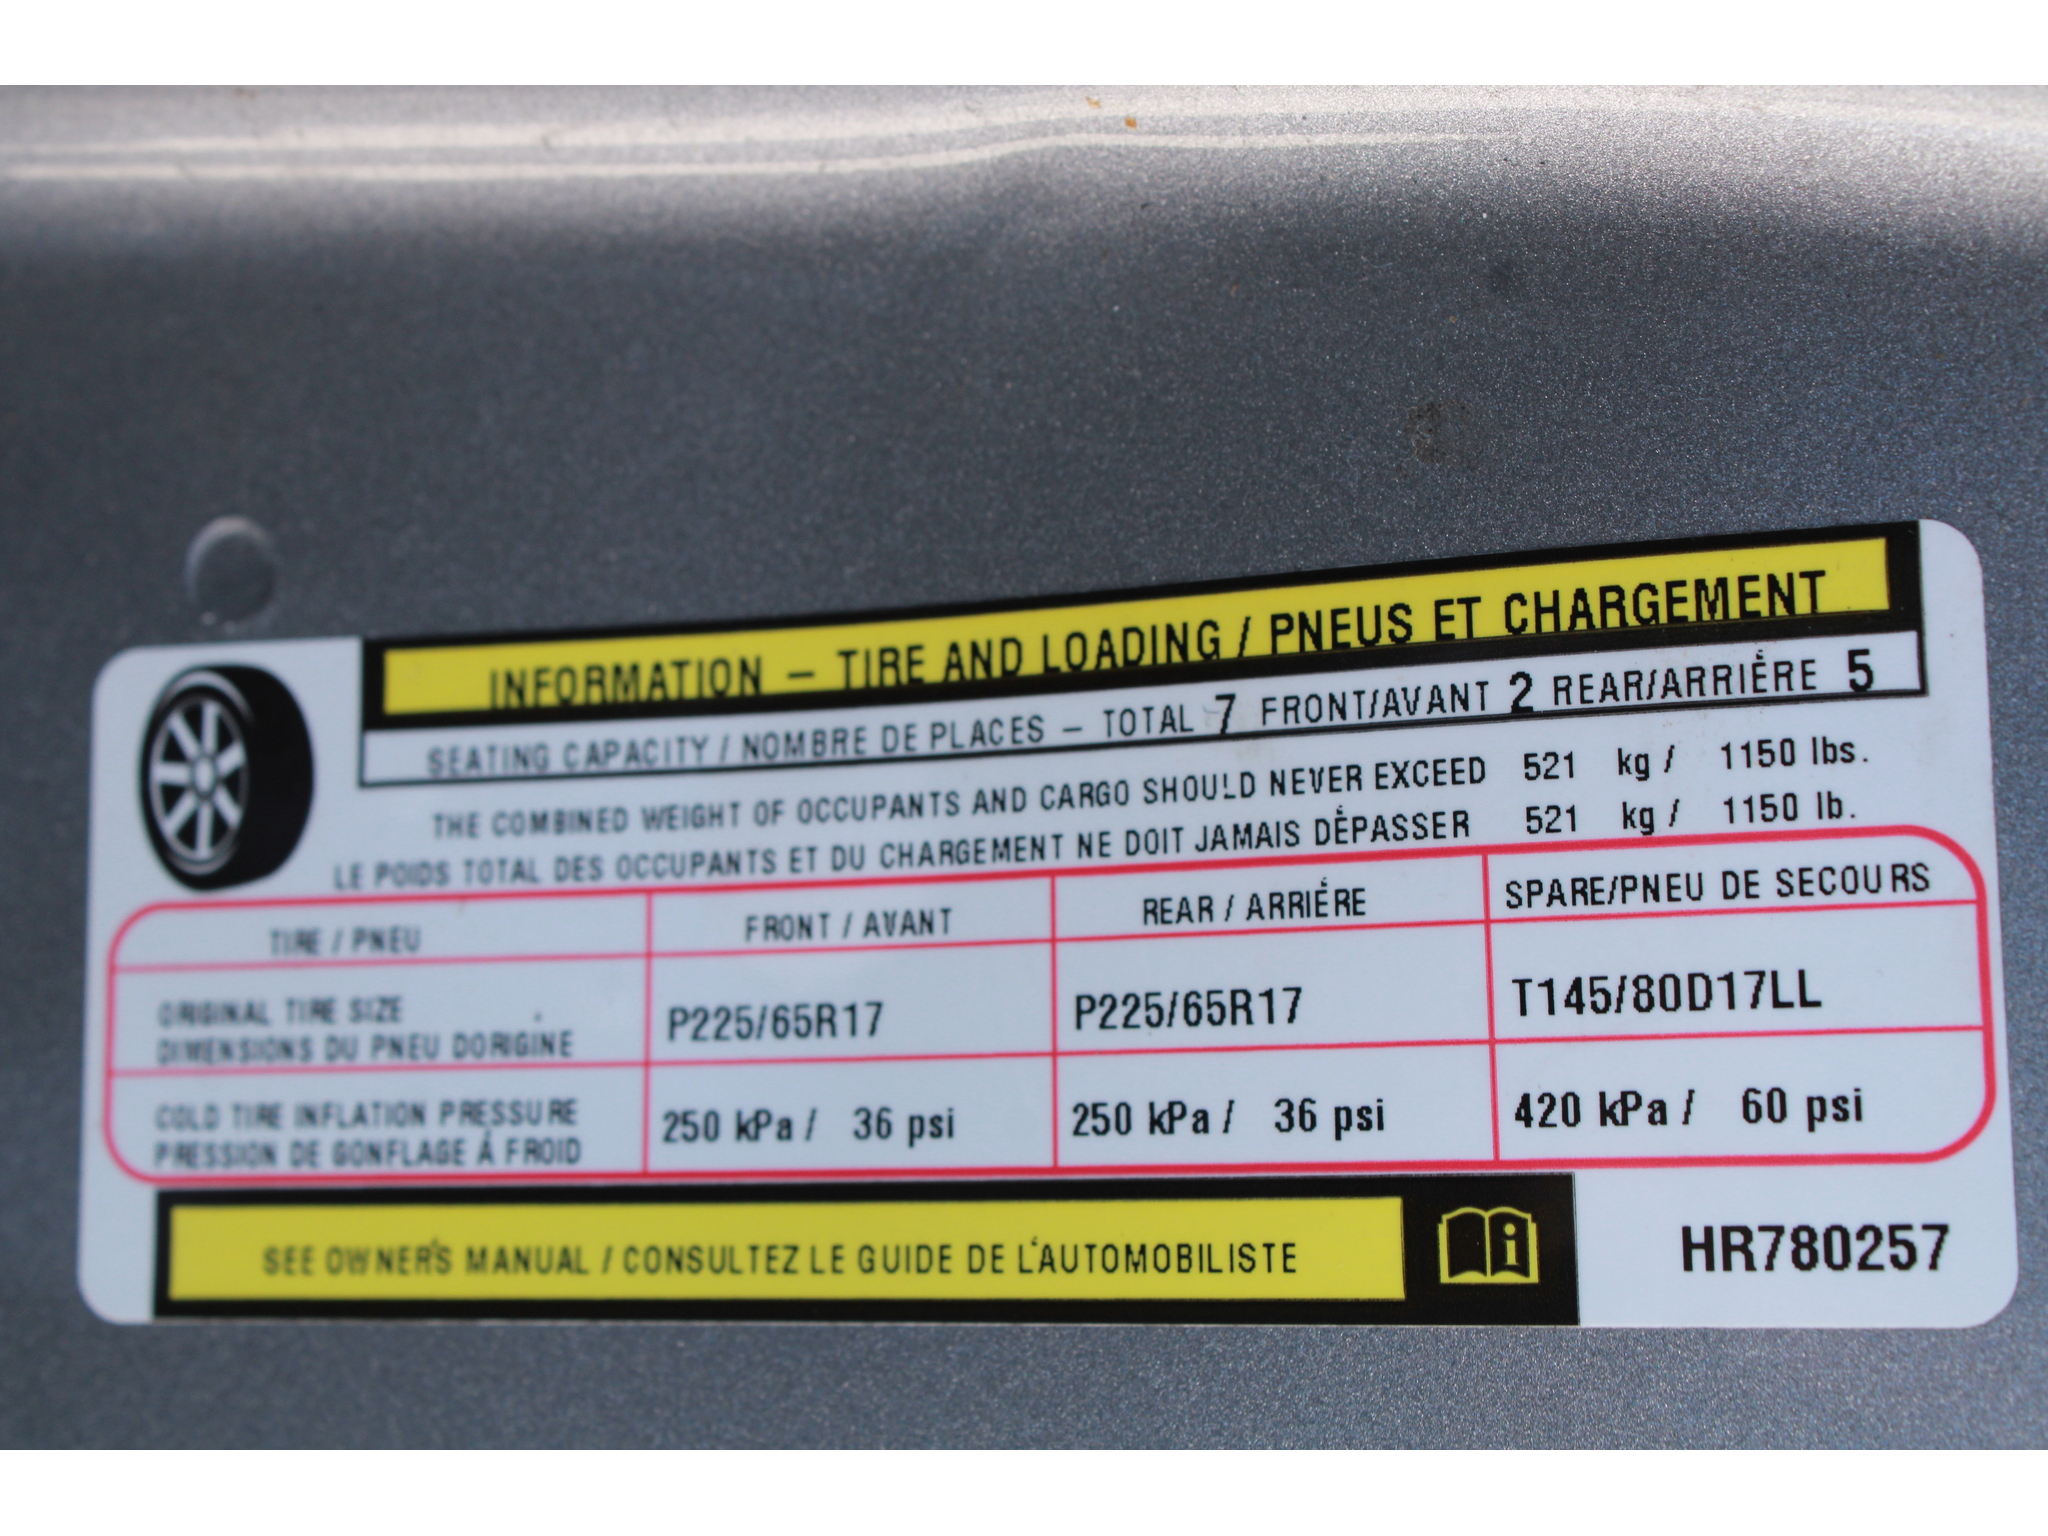 INFORMATION – TIRE AND LOADING / PNEUS ET CHARGEMENT
SEATING CAPACITY / NOMBRE DE PLACES – TOTAL 7 FRONT/AVANT 2 REAR/ARRIÉRE 5
THE COMBINED WEIGHT OF OCCUPANTS AND CARGO SHOULD NEVER EXCEED 521 kg / 1150 lbs.
LE POIDS TOTAL DES OCCUPANTS ET DU CHARGEMENT NE DOIT JAMAIS DÉPASSER 521 kg / 1150 lb.
TIRE / PNEU FRONT / AVANT REAR / ARRIÉRE SPARE/PNEU DE SECOURS
ORIGINAL TIRE SIZE
DIMENSIONS DU PNEU D'ORIGINE P225/65R17 P225/65R17 T145/80D17LL
COLD TIRE INFLATION PRESSURE
PRESSION DE GONFLAGE Á FROID 250 kPa / 36 psi 250 kPa / 36 psi 420 kPa / 60 psi
SEE OWNER'S MANUAL / CONSULTEZ LE GUIDE DE L'AUTOMOBILISTE i
HR780257